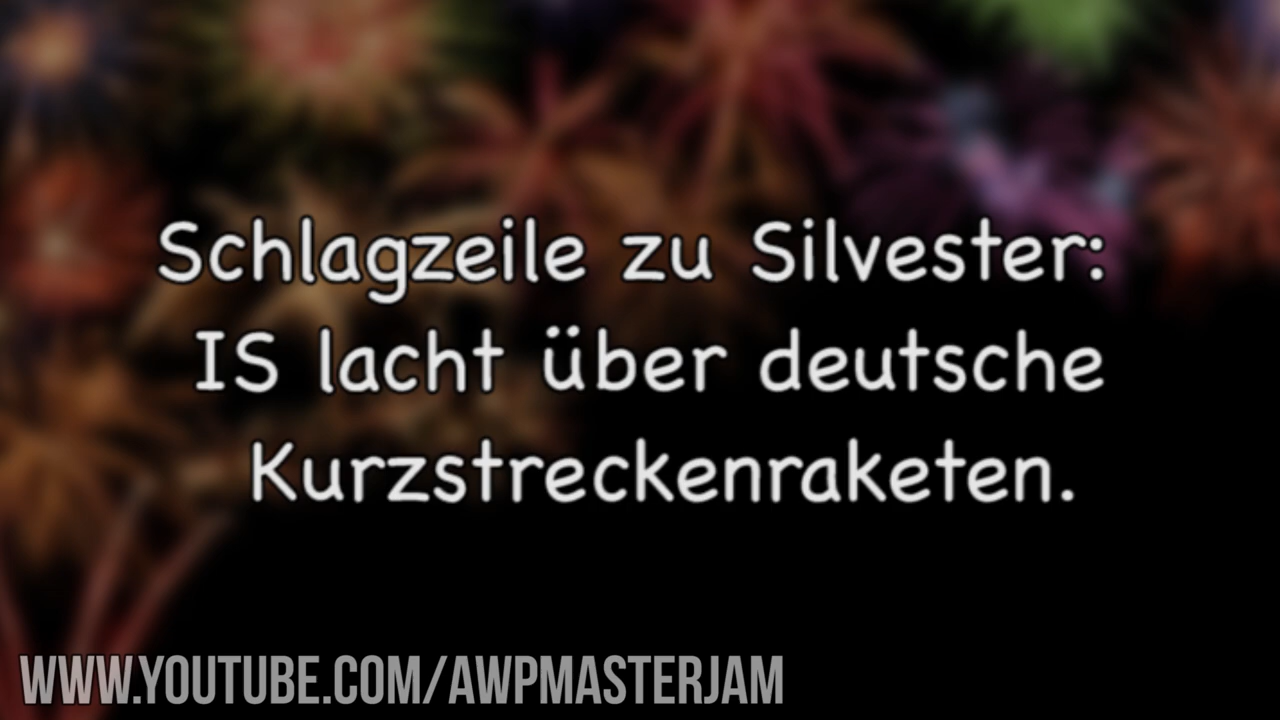 Schlagzeile zu Silvester:
IS lacht über deutsche
Kurzstreckenraketen.
WWW.YOUTUBE.COM/AWPMASTERJAM